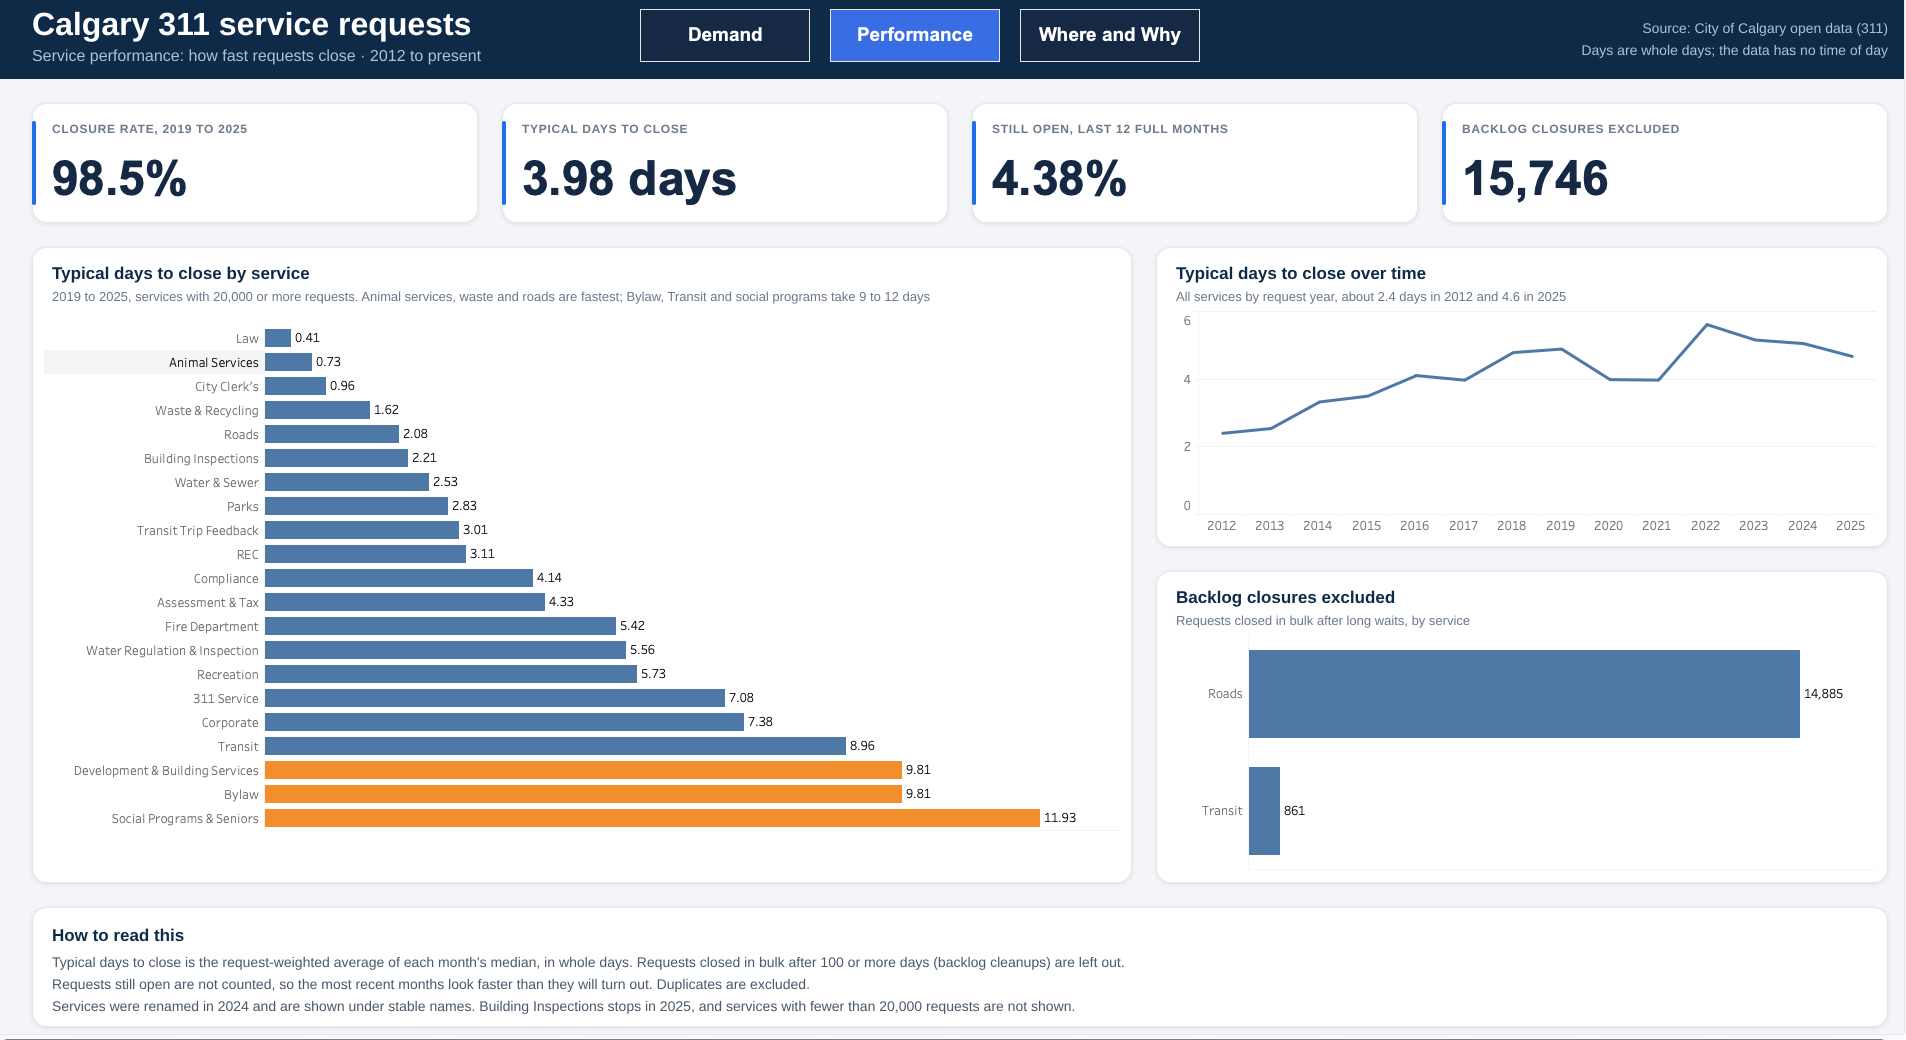 Calgary 311 service requests
Service performance: how fast requests close · 2012 to present
Demand
Performance
Where and Why
Source: City of Calgary open data (311)
Days are whole days; the data has no time of day
CLOSURE RATE, 2019 TO 2025
98.5%
TYPICAL DAYS TO CLOSE
3.98 days
STILL OPEN, LAST 12 FULL MONTHS
4.38%
BACKLOG CLOSURES EXCLUDED
15,746
Typical days to close by service
2019 to 2025, services with 20,000 or more requests. Animal services, waste and roads are fastest; Bylaw, Transit and social programs take 9 to 12 days
Law 0.41
Animal Services 0.73
City Clerk's 0.96
Waste & Recycling 1.62
Roads 2.08
Building Inspections 2.21
Water & Sewer 2.53
Parks 2.83
Transit Trip Feedback 3.01
REC 3.11
Compliance 4.14
Assessment & Tax 4.33
Fire Department 5.42
Water Regulation & Inspection 5.56
Recreation 5.73
311 Service 7.08
Corporate 7.38
Transit 8.96
Development & Building Services 9.81
Bylaw 9.81
Social Programs & Seniors 11.93
Typical days to close over time
All services by request year, about 2.4 days in 2012 and 4.6 in 2025
6
4
2
0
2012 2013 2014 2015 2016 2017 2018 2019 2020 2021 2022 2023 2024 2025
Backlog closures excluded
Requests closed in bulk after long waits, by service
Roads 14,885
Transit 861
How to read this
Typical days to close is the request-weighted average of each month's median, in whole days. Requests closed in bulk after 100 or more days (backlog cleanups) are left out.
Requests still open are not counted, so the most recent months look faster than they will turn out. Duplicates are excluded.
Services were renamed in 2024 and are shown under stable names. Building Inspections stops in 2025, and services with fewer than 20,000 requests are not shown.